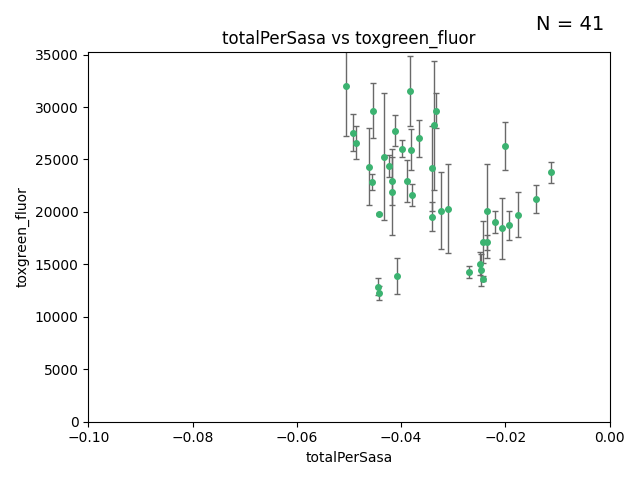 N = 41
totalPerSasa vs toxgreen_fluor
toxgreen_fluor
35000
30000
25000
20000
15000
10000
5000
0
−0.10 −0.08 −0.06 −0.04 −0.02 0.00
totalPerSasa